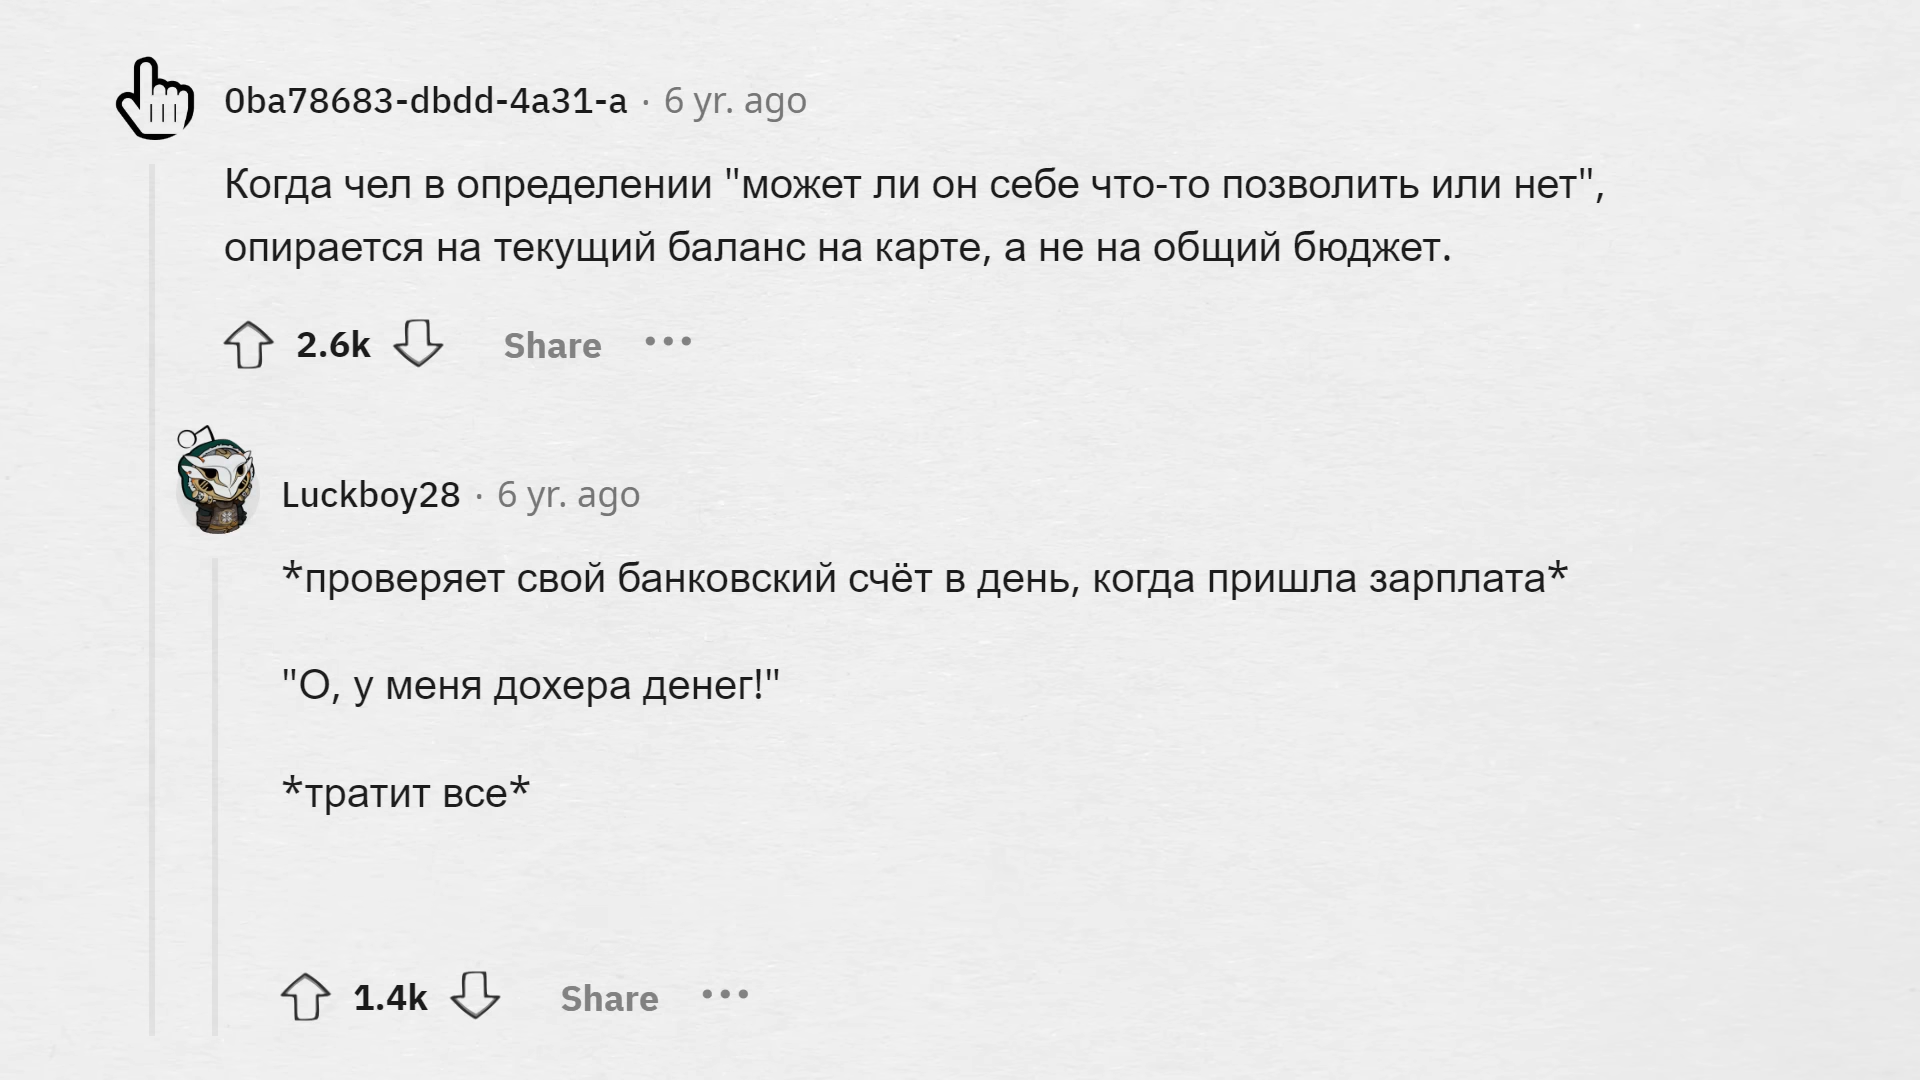 0ba78683-dbdd-4a31-a · 6 yr. ago
Когда чел в определении "может ли он себе что-то позволить или нет",
опирается на текущий баланс на карте, а не на общий бюджет.
2.6k Share •••
Luckboy28 · 6 yr. ago
*проверяет свой банковский счёт в день, когда пришла зарплата*
"О, у меня дохера денег!"
*тратит все*
1.4k Share •••